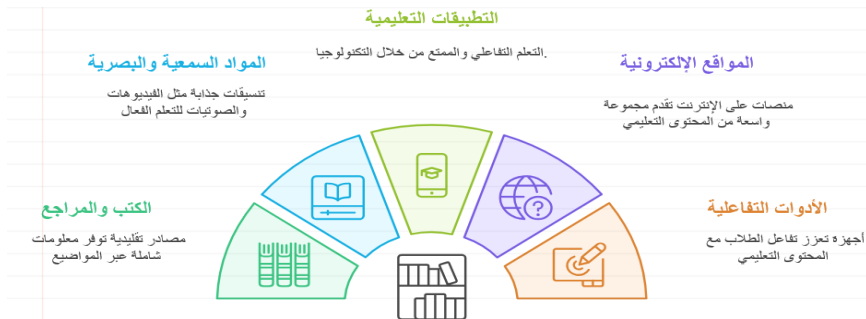 التطبيقات التعليمية
التعلم التفاعلي والممتع من خلال التكنولوجيا.
المواقع الإلكترونية
منصات على الإنترنت تقدم مجموعة
واسعة من المحتوى التعليمي
المواد السمعية والبصرية
تنسيقات جذابة مثل الفيديوهات
والصوتيات للتعلم الفعال
الأدوات التفاعلية
أجهزة تعزز تفاعل الطلاب مع
المحتوى التعليمي
الكتب والمراجع
مصادر تقليدية توفر معلومات
شاملة عبر المواضيع
?